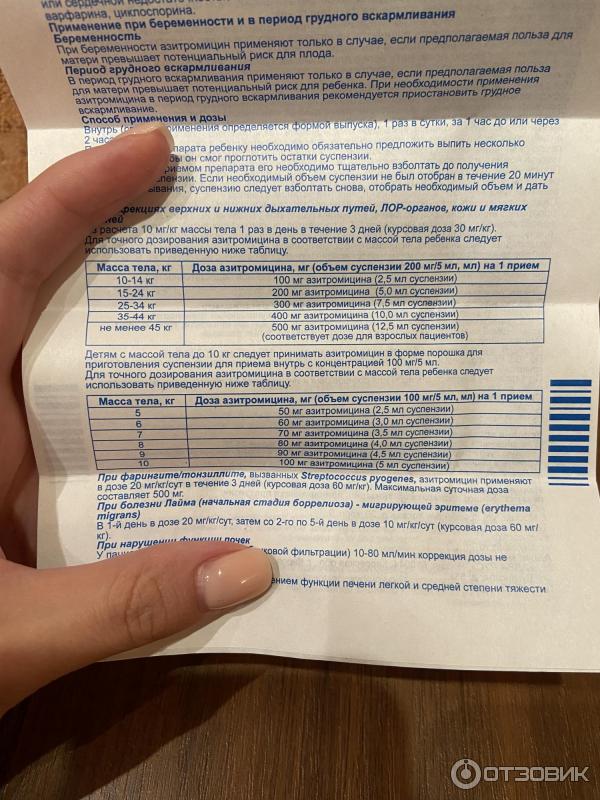 или сердечной недостаточностью
варфарина, циклоспорина.
Применение при беременности и в период грудного вскармливания
Беременность
При беременности азитромицин применяют только в случае, если предполагаемая польза для
матери превышает потенциальный риск для плода.
Период грудного вскармливания
В период грудного вскармливания применяют только в случае, если предполагаемая польза
для матери превышает потенциальный риск для ребенка. При необходимости применения
азитромицина в период грудного вскармливания рекомендуется приостановить грудное
вскармливание.
Способ применения и дозы
Внутрь применения определяется формой выпуска), 1 раз в сутки, за 1 час до или через
2 часа
препарата ребенку необходимо обязательно предложить выпить несколько
бы он смог проглотить остатки суспензии.
приемом препарата его необходимо тщательно взболтать до получения
суспензии. Если необходимый объем суспензии не был отобран в течение 20 минут
суспензию следует взболтать снова, отобрать необходимый объем и дать
инфекциях верхних и нижних дыхательных путей, ЛОР-органов, кожи и мягких
расчета 10 мг/кг массы тела 1 раз в день в течение 3 дней (курсовая доза 30 мг/кг).
Для точного дозирования азитромицина в соответствии с массой тела ребенка следует
использовать приведенную ниже таблицу.
Масса тела, кг Доза азитромицина, мг (объем суспензии 200 мг/5 мл, мл) на 1 прием
10-14 кг 100 мг азитромицина (2,5 мл суспензии)
15-24 кг 200 мг азитромицина (5,0 мл суспензии)
25-34 кг 300 мг азитромицина (7,5 мл суспензии)
35-44 кг 400 мг азитромицина (10,0 мл суспензии)
не менее 45 кг 500 мг азитромицина (12,5 мл суспензии)
(соответствует дозе для взрослых пациентов)
Детям с массой тела до 10 кг следует принимать азитромицин в форме порошка для
приготовления суспензии для приема внутрь с концентрацией 100 мг/5 мл.
Для точного дозирования азитромицина в соответствии с массой тела ребенка следует
использовать приведенную ниже таблицу.
Масса тела, кг Доза азитромицина, мг (объем суспензии 100 мг/5 мл, мл) на 1 прием
5 50 мг азитромицина (2,5 мл суспензии)
6 60 мг азитромицина (3,0 мл суспензии)
7 70 мг азитромицина (3,5 мл суспензии)
8 80 мг азитромицина (4,0 мл суспензии)
9 90 мг азитромицина (4,5 мл суспензии)
10 100 мг азитромицина (5 мл суспензии)
При фарингите/тонзиллите, вызванных Streptococcus pyogenes, азитромицин применяют
в дозе 20 мг/кг/сут в течение 3 дней (курсовая доза 60 мг/кг). Максимальная суточная доза
составляет 500 мг.
При болезни Лайма (начальная стадия боррелиоза) - мигрирующей эритеме (erythema
migrans)
В 1-й день в дозе 20 мг/кг/сут, затем со 2-го по 5-й день в дозе 10 мг/кг/сут (курсовая доза 60 мг/
кг).
При нарушении функции почек
У фильтрации) 10-80 мл/мин коррекция дозы не
функции печени легкой и средней степени тяжести
ОТЗОВИК